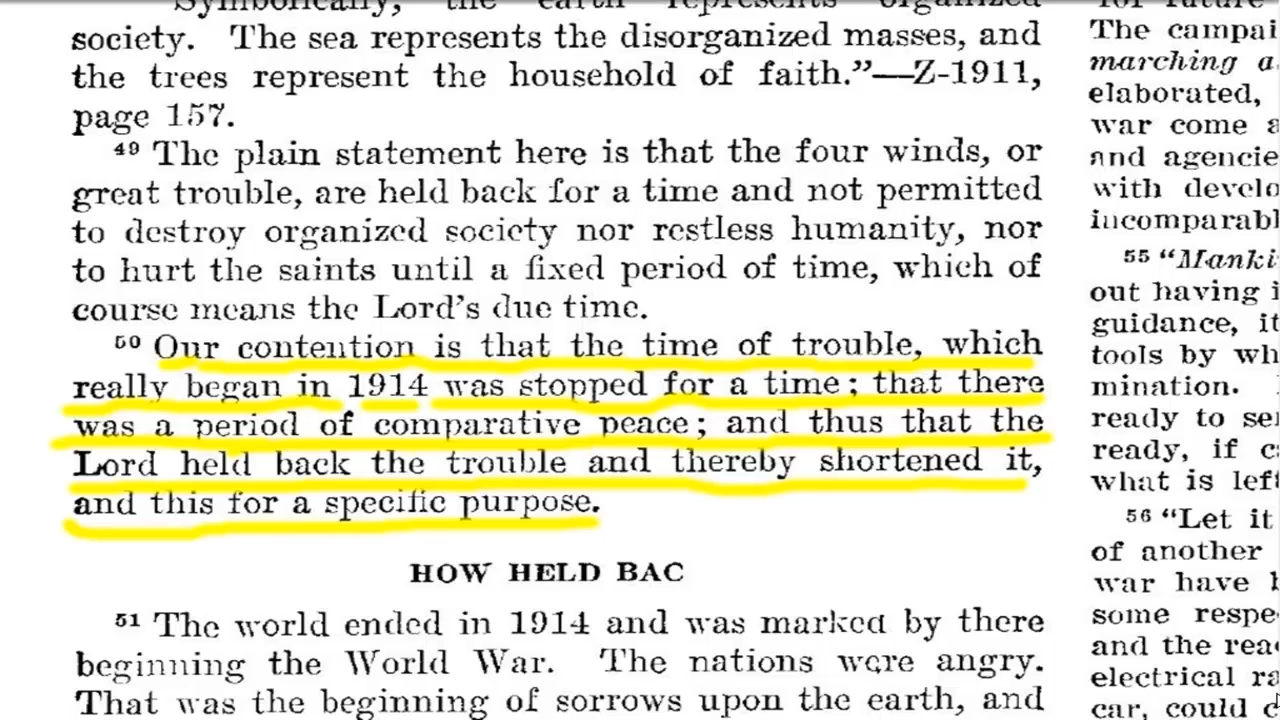 Symbolically, the earth represents organized
society. The sea represents the disorganized masses, and
the trees represent the household of faith.”—Z-1911,
page 157.
⁴⁹ The plain statement here is that the four winds, or
great trouble, are held back for a time and not permitted
to destroy organized society nor restless humanity, nor
to hurt the saints until a fixed period of time, which of
course means the Lord’s due time.
⁵⁰ Our contention is that the time of trouble, which
really began in 1914 was stopped for a time; that there
was a period of comparative peace; and thus that the
Lord held back the trouble and thereby shortened it,
and this for a specific purpose.
HOW HELD BAC
⁵¹ The world ended in 1914 and was marked by there
beginning the World War. The nations were angry.
That was the beginning of sorrows upon the earth, and
for future
The campai
marching a
elaborated,
war come a
and agencie
with develo
incomparabl
⁵⁵ “Manki
out having i
guidance, it
tools by wh
mination.
ready to se
ready, if c
what is left
⁵⁶ “Let it
of another
war have
some respe
and the rea
electrical ra
car, could c